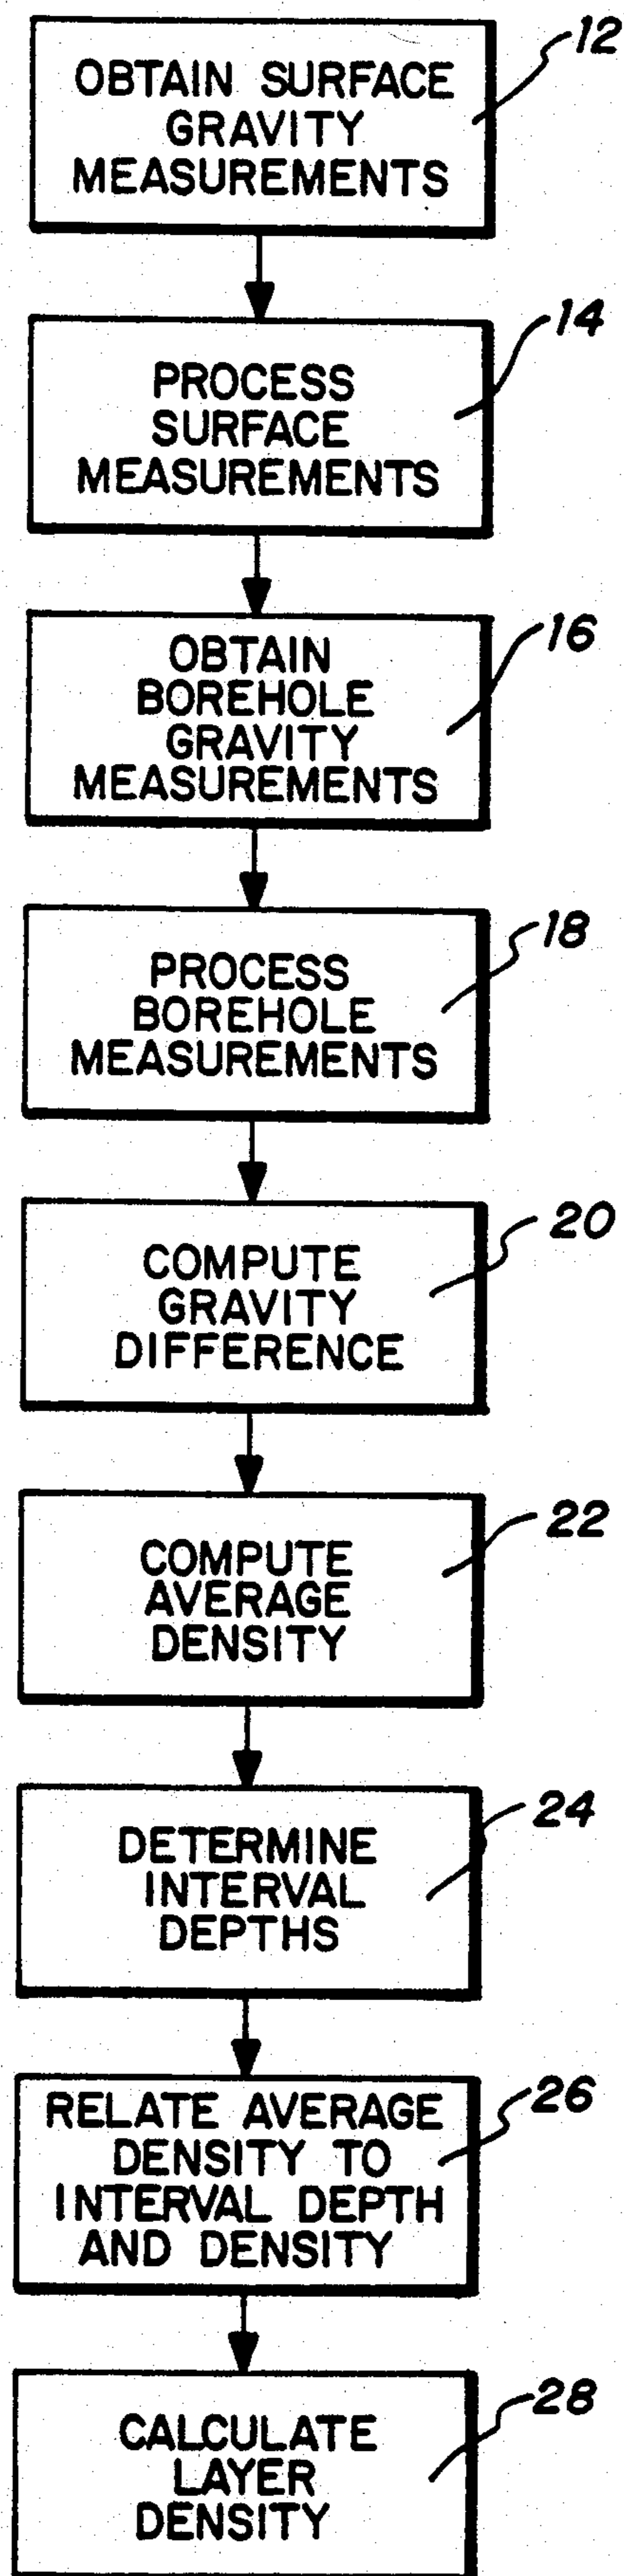 12
OBTAIN SURFACE
GRAVITY
MEASUREMENTS
14
PROCESS
SURFACE
MEASUREMENTS
16
OBTAIN
BOREHOLE
GRAVITY
MEASUREMENTS
18
PROCESS
BOREHOLE
MEASUREMENTS
20
COMPUTE
GRAVITY
DIFFERENCE
22
COMPUTE
AVERAGE
DENSITY
24
DETERMINE
INTERVAL
DEPTHS
26
RELATE AVERAGE
DENSITY TO
INTERVAL DEPTH
AND DENSITY
28
CALCULATE
LAYER
DENSITY